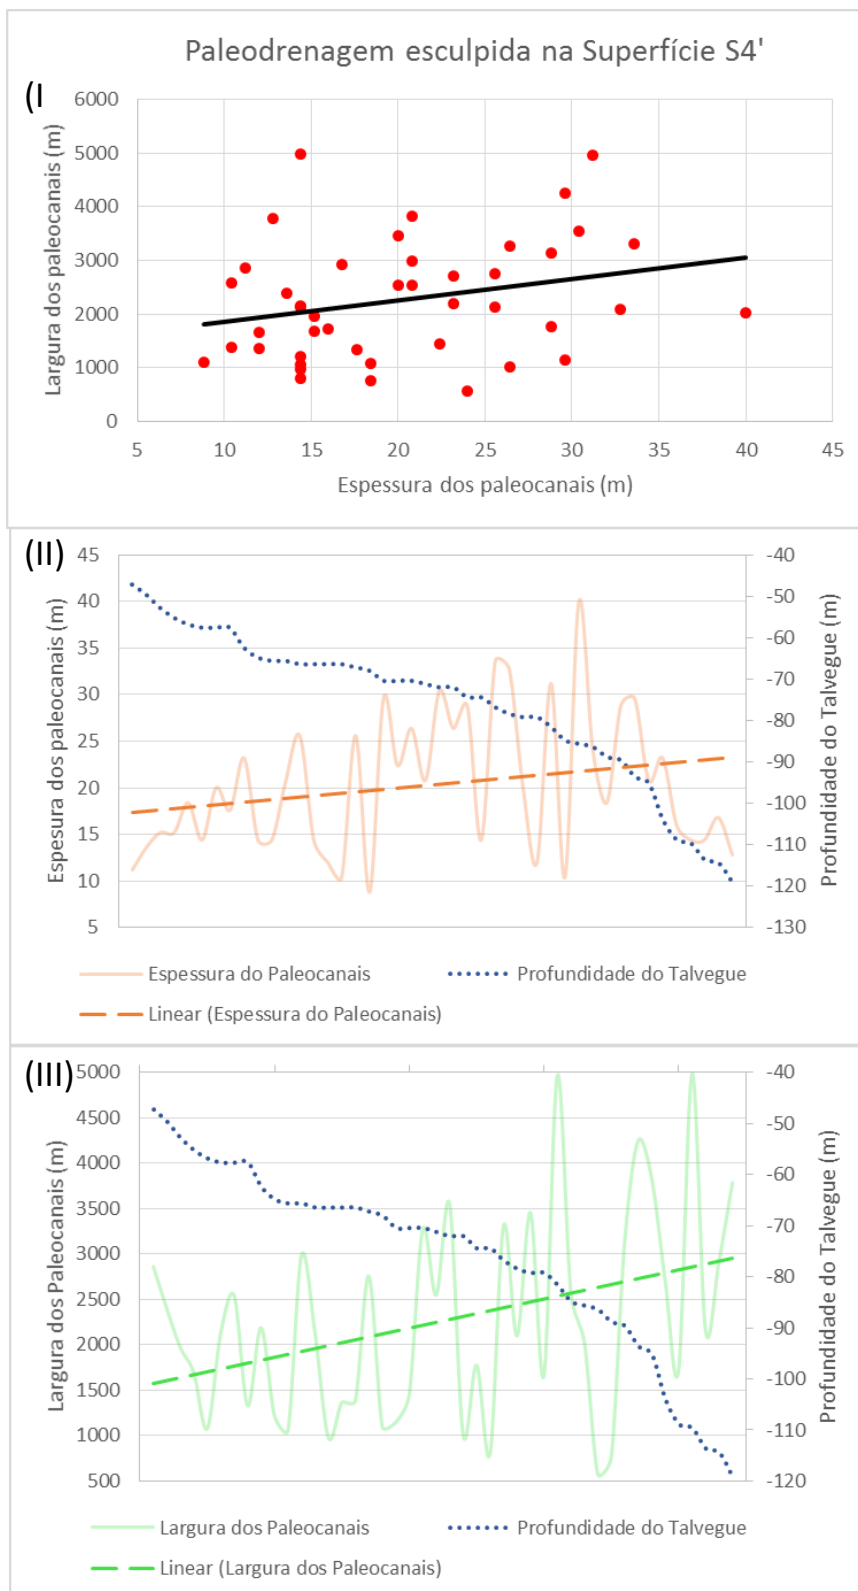 Paleodrenagem esculpida na Superfície S4'
(I
Largura dos paleocanais (m)
6000
5000
4000
3000
2000
1000
0
5 10 15 20 25 30 35 40 45
Espessura dos paleocanais (m)
(II)
Espesura dos paleocanais (m)
45
40
35
30
25
20
15
10
5
-40
-50
-60
-70
-80
-90
-100
-110
-120
-130
Profundidade do Talvegue (m)
Espessura do Paleocanais
Profundidade do Talvegue
Linear (Espessura do Paleocanais)
(III)
Largura dos Paleocanais (m)
5000
4500
4000
3500
3000
2500
2000
1500
1000
500
-40
-50
-60
-70
-80
-90
-100
-110
-120
Profundidade do Talvegue (m)
Largura dos Paleocanais
Profundidade do Talvegue
Linear (Largura dos Paleocanais)